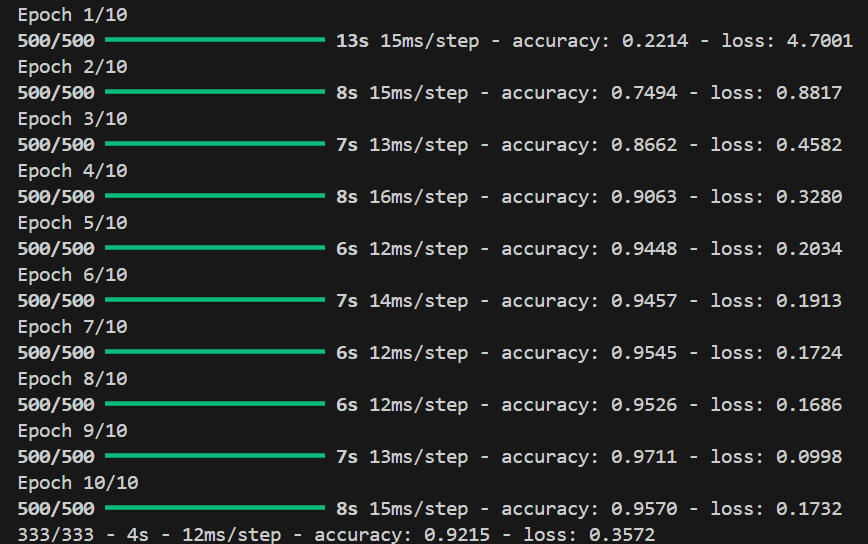 Epoch 1/10
500/500 13s 15ms/step - accuracy: 0.2214 - loss: 4.7001
Epoch 2/10
500/500 8s 15ms/step - accuracy: 0.7494 - loss: 0.8817
Epoch 3/10
500/500 7s 13ms/step - accuracy: 0.8662 - loss: 0.4582
Epoch 4/10
500/500 8s 16ms/step - accuracy: 0.9063 - loss: 0.3280
Epoch 5/10
500/500 6s 12ms/step - accuracy: 0.9448 - loss: 0.2034
Epoch 6/10
500/500 7s 14ms/step - accuracy: 0.9457 - loss: 0.1913
Epoch 7/10
500/500 6s 12ms/step - accuracy: 0.9545 - loss: 0.1724
Epoch 8/10
500/500 6s 12ms/step - accuracy: 0.9526 - loss: 0.1686
Epoch 9/10
500/500 7s 13ms/step - accuracy: 0.9711 - loss: 0.0998
Epoch 10/10
500/500 8s 15ms/step - accuracy: 0.9570 - loss: 0.1732
333/333 - 4s - 12ms/step - accuracy: 0.9215 - loss: 0.3572